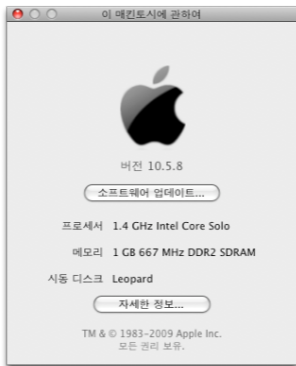 이 매킨토시에 관하여
버전 10.5.8
소프트웨어 업데이트...
프로세서 1.4 GHz Intel Core Solo
메모리 1 GB 667 MHz DDR2 SDRAM
시동 디스크 Leopard
자세한 정보...
TM & © 1983-2009 Apple Inc.
모든 권리 보유.